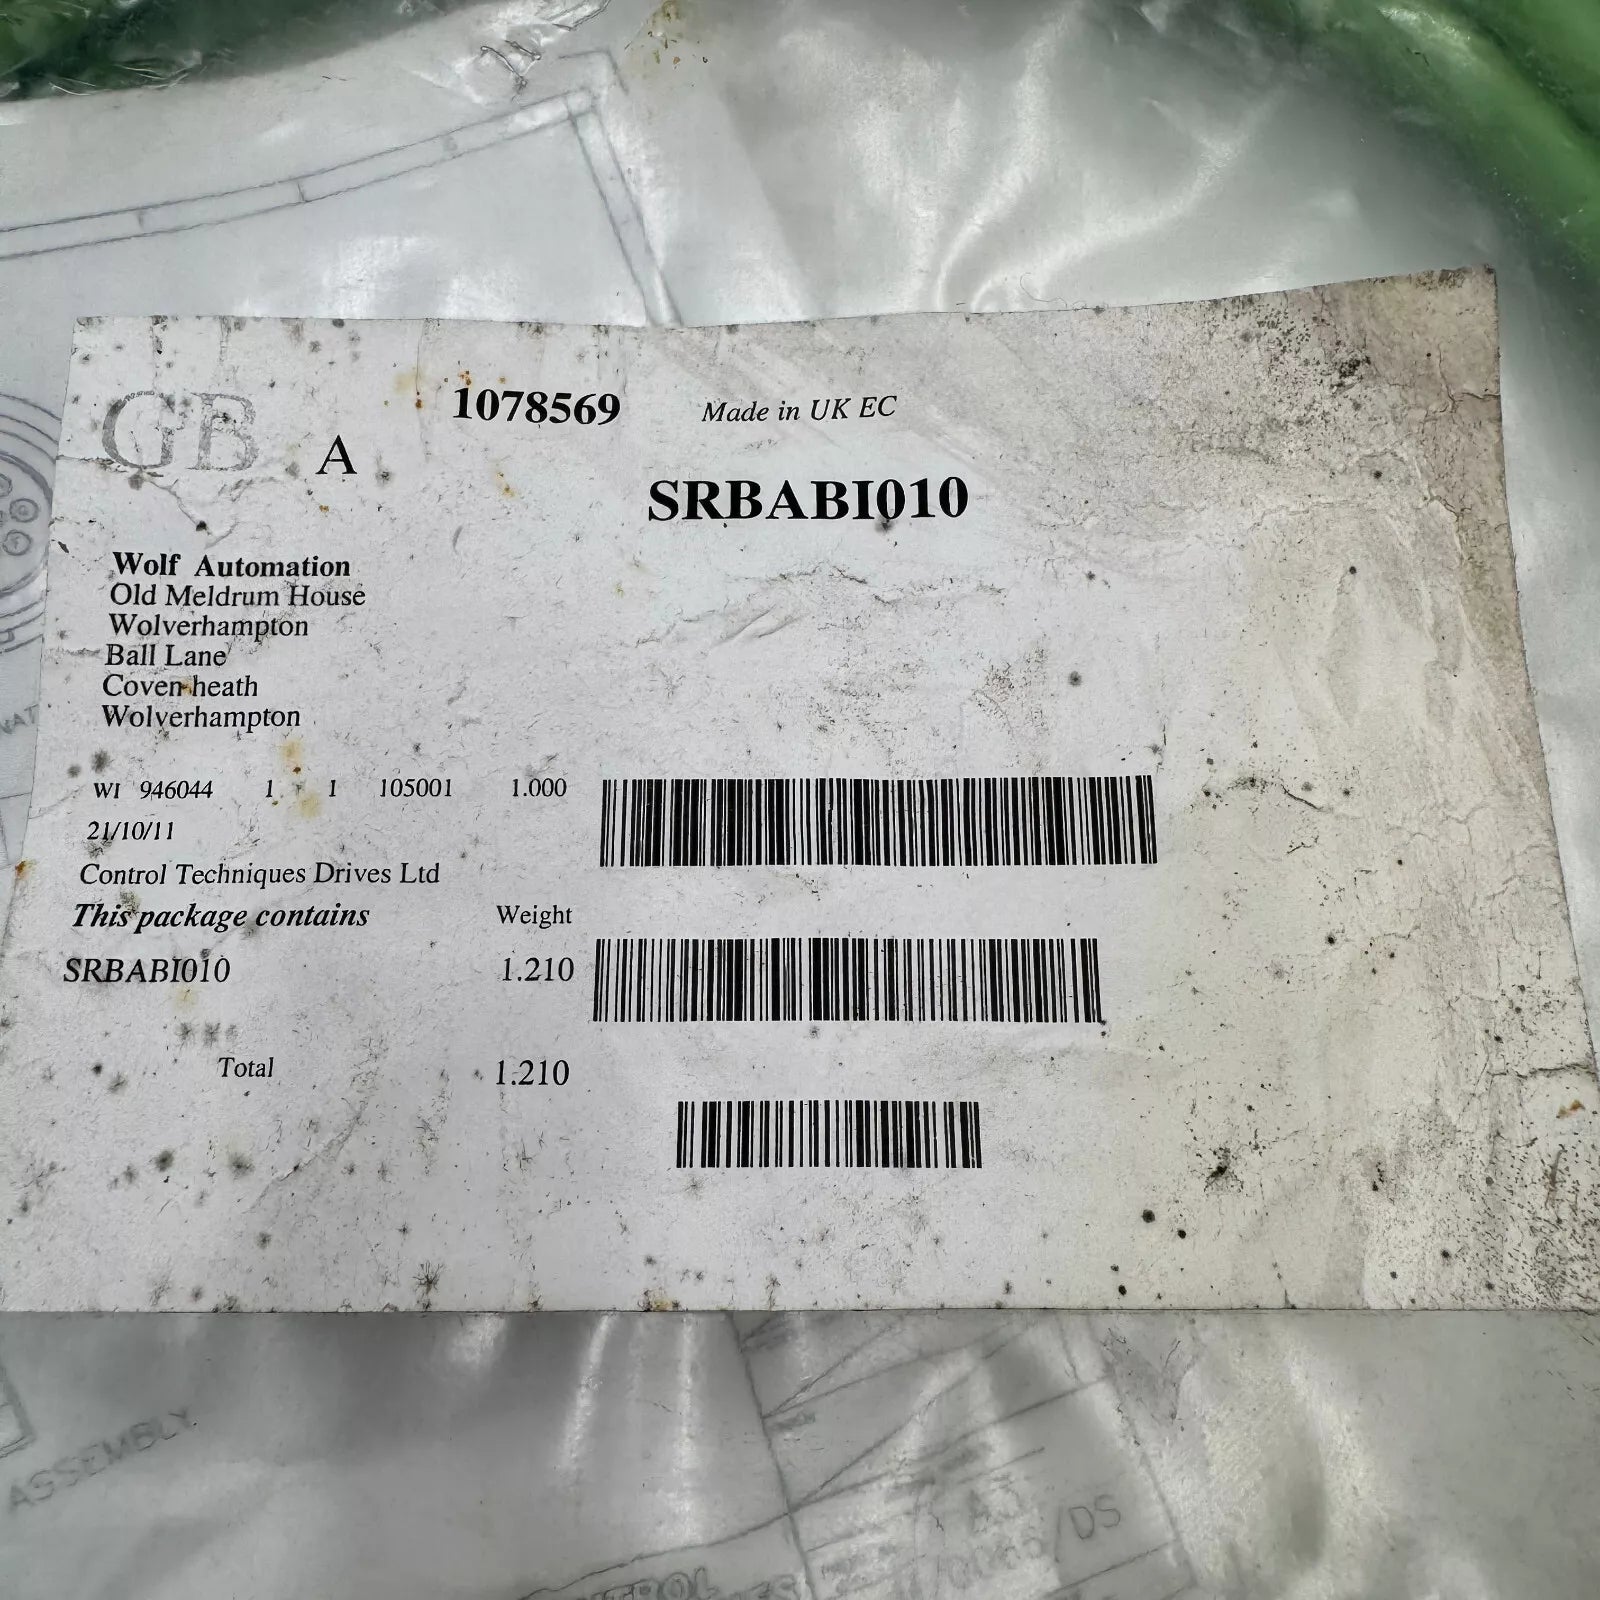 GB A 1078569 Made in UK EC
SRBABI010
Wolf Automation
Old Meldrum House
Wolverhampton
Ball Lane
Coven heath
Wolverhampton
WI 946044 1 1 105001 1.000
21/10/11
Control Techniques Drives Ltd
This package contains Weight
SRBABI010 1.210
***
Total 1.210
ASSEMBLY
/DS